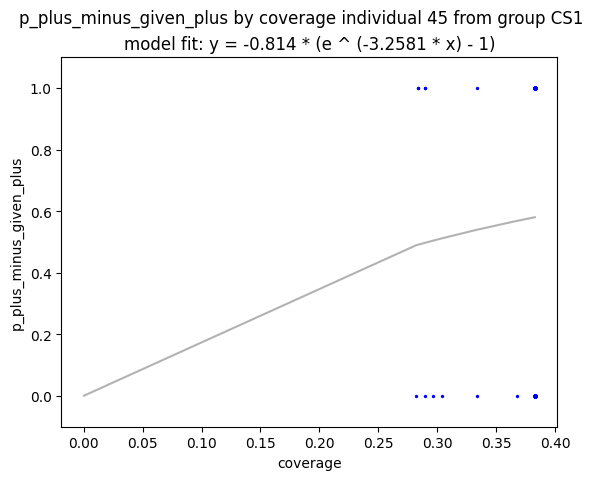 p_plus_minus_given_plus by coverage individual 45 from group CS1
model fit: y = -0.814 * (e ^ (-3.2581 * x) - 1)
1.0
0.8
0.6
0.4
0.2
0.0
p_plus_minus_given_plus
0.00 0.05 0.10 0.15 0.20 0.25 0.30 0.35 0.40
coverage